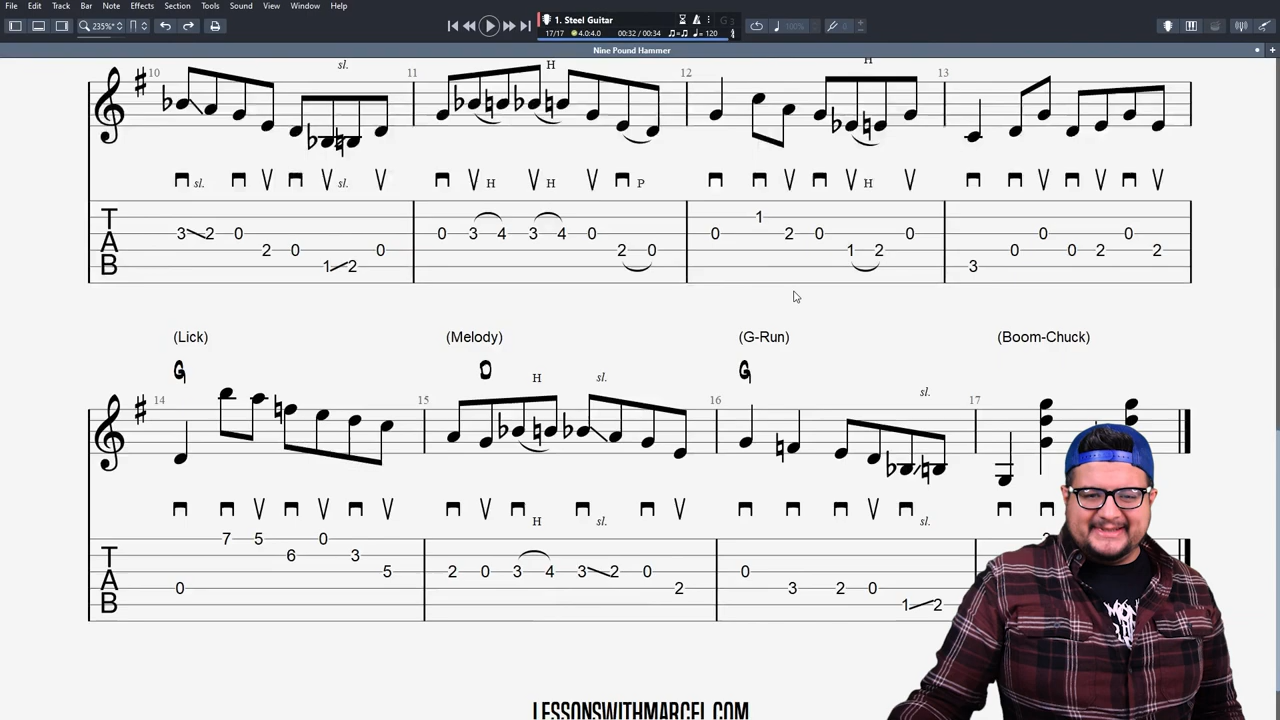 File Edit Track Bar Note Effects Section Tools Sound View Window Help
235% 1. Steel Guitar 100% 0
17/17 4.0:4.0 00:32 / 00:34 = 120
Nine Pound Hammer
10 sl. 11 H 12 H 13
sl. sl. H H P H
T A B
3 2 0 2 0 1 2 0 0 3 4 3 4 0 2 0 0 1 2 0 1 2 0 3 0 0 0 2 0 2
(Lick) (Melody) (G-Run) (Boom-Chuck)
G D G
14 15 H sl. 16 sl. 17
H sl. sl.
T A B
0 7 5 6 0 3 5 2 0 3 4 3 2 0 2 0 3 2 0 1 2
LESSONSWITHMARCEL.COM